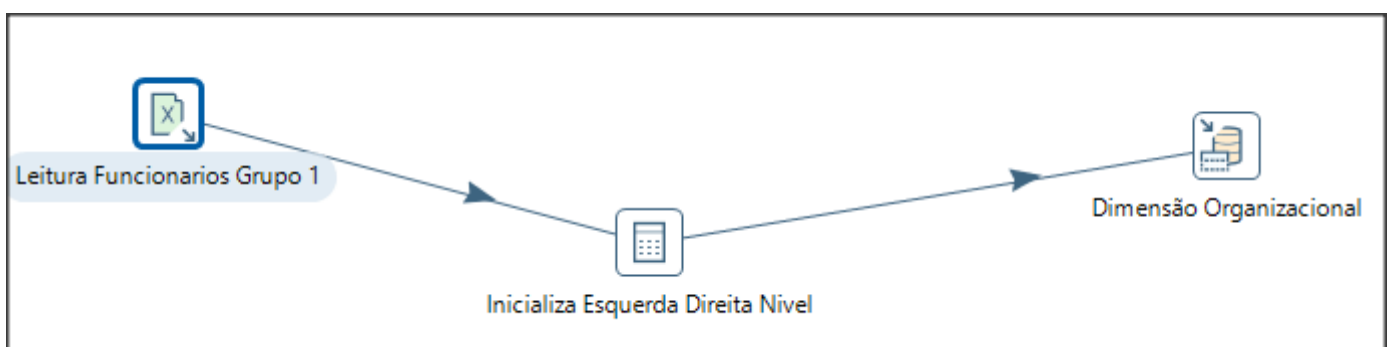 Leitura Funcionarios Grupo 1
Dimensão Organizacional
Inicializa Esquerda Direita Nivel